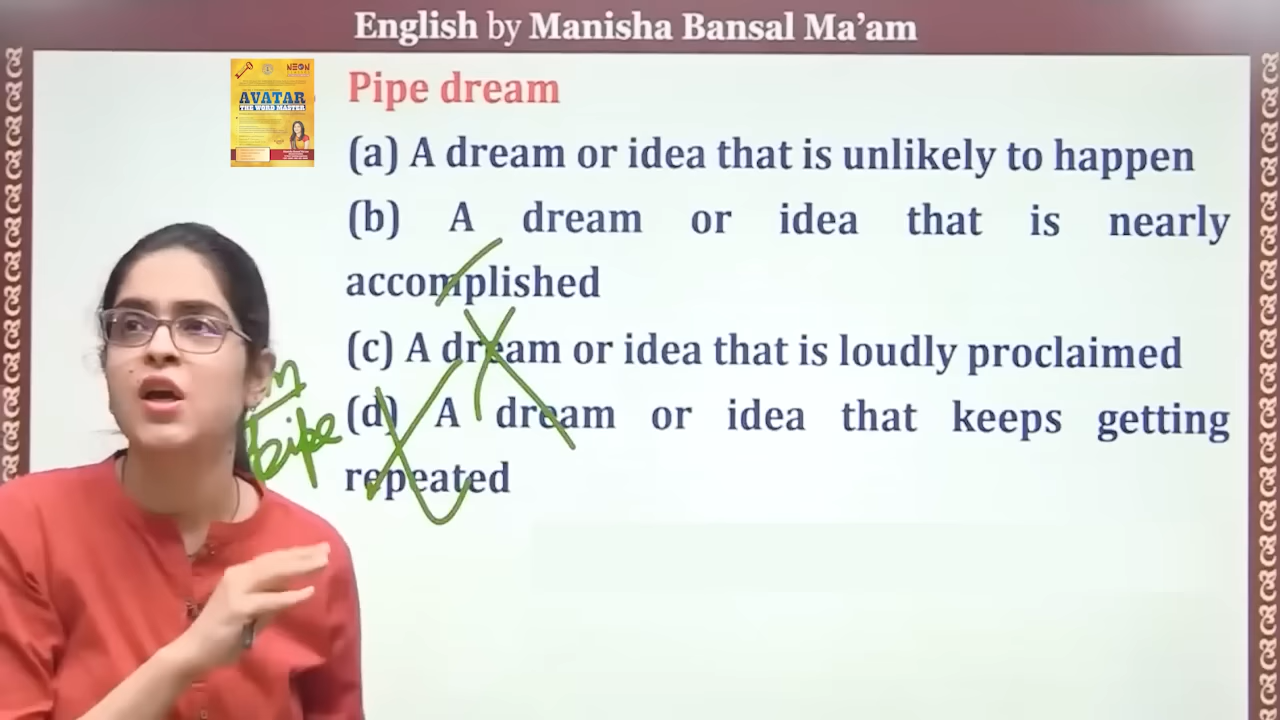 English by Manisha Bansal Ma’am
NEON
AVATAR
THE WORD MASTER
Pipe dream
(a) A dream or idea that is unlikely to happen
(b) A dream or idea that is nearly
accomplished
(c) A dream or idea that is loudly proclaimed
(d) A dream or idea that keeps getting
repeated
pipe